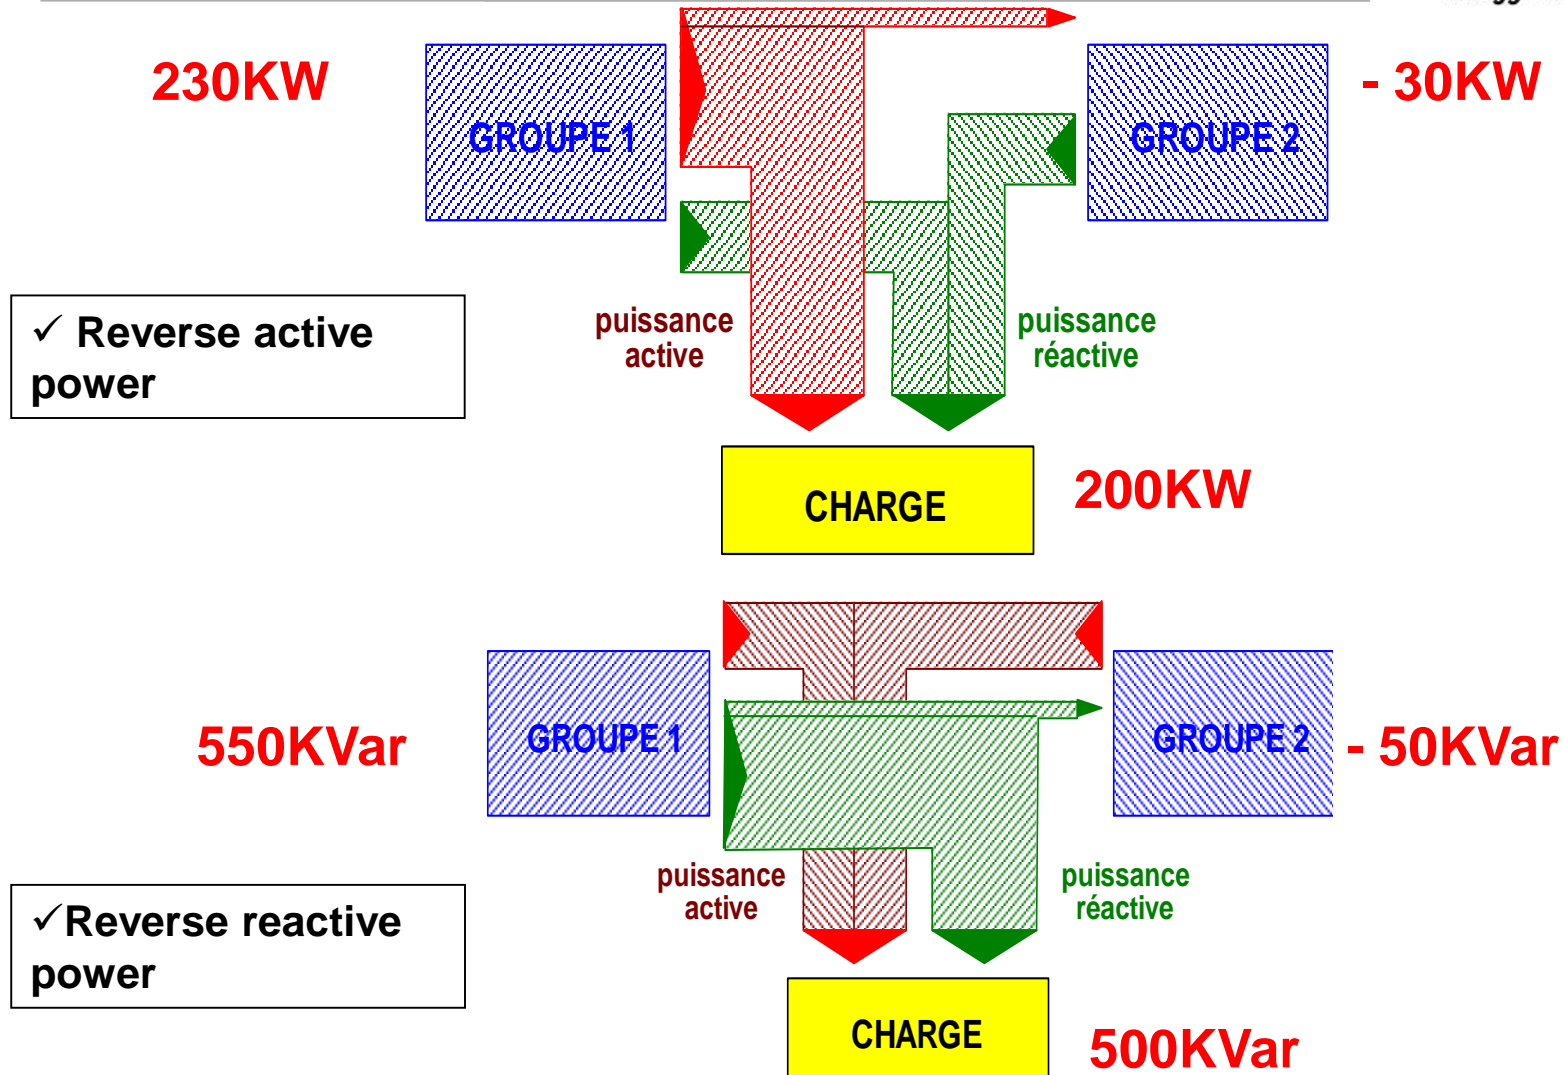 230KW
GROUPE 1
GROUPE 2
- 30KW
✓ Reverse active
power
puissance
active
puissance
réactive
CHARGE
200KW
550KVar
GROUPE 1
GROUPE 2
- 50KVar
✓Reverse reactive
power
puissance
active
puissance
réactive
CHARGE
500KVar